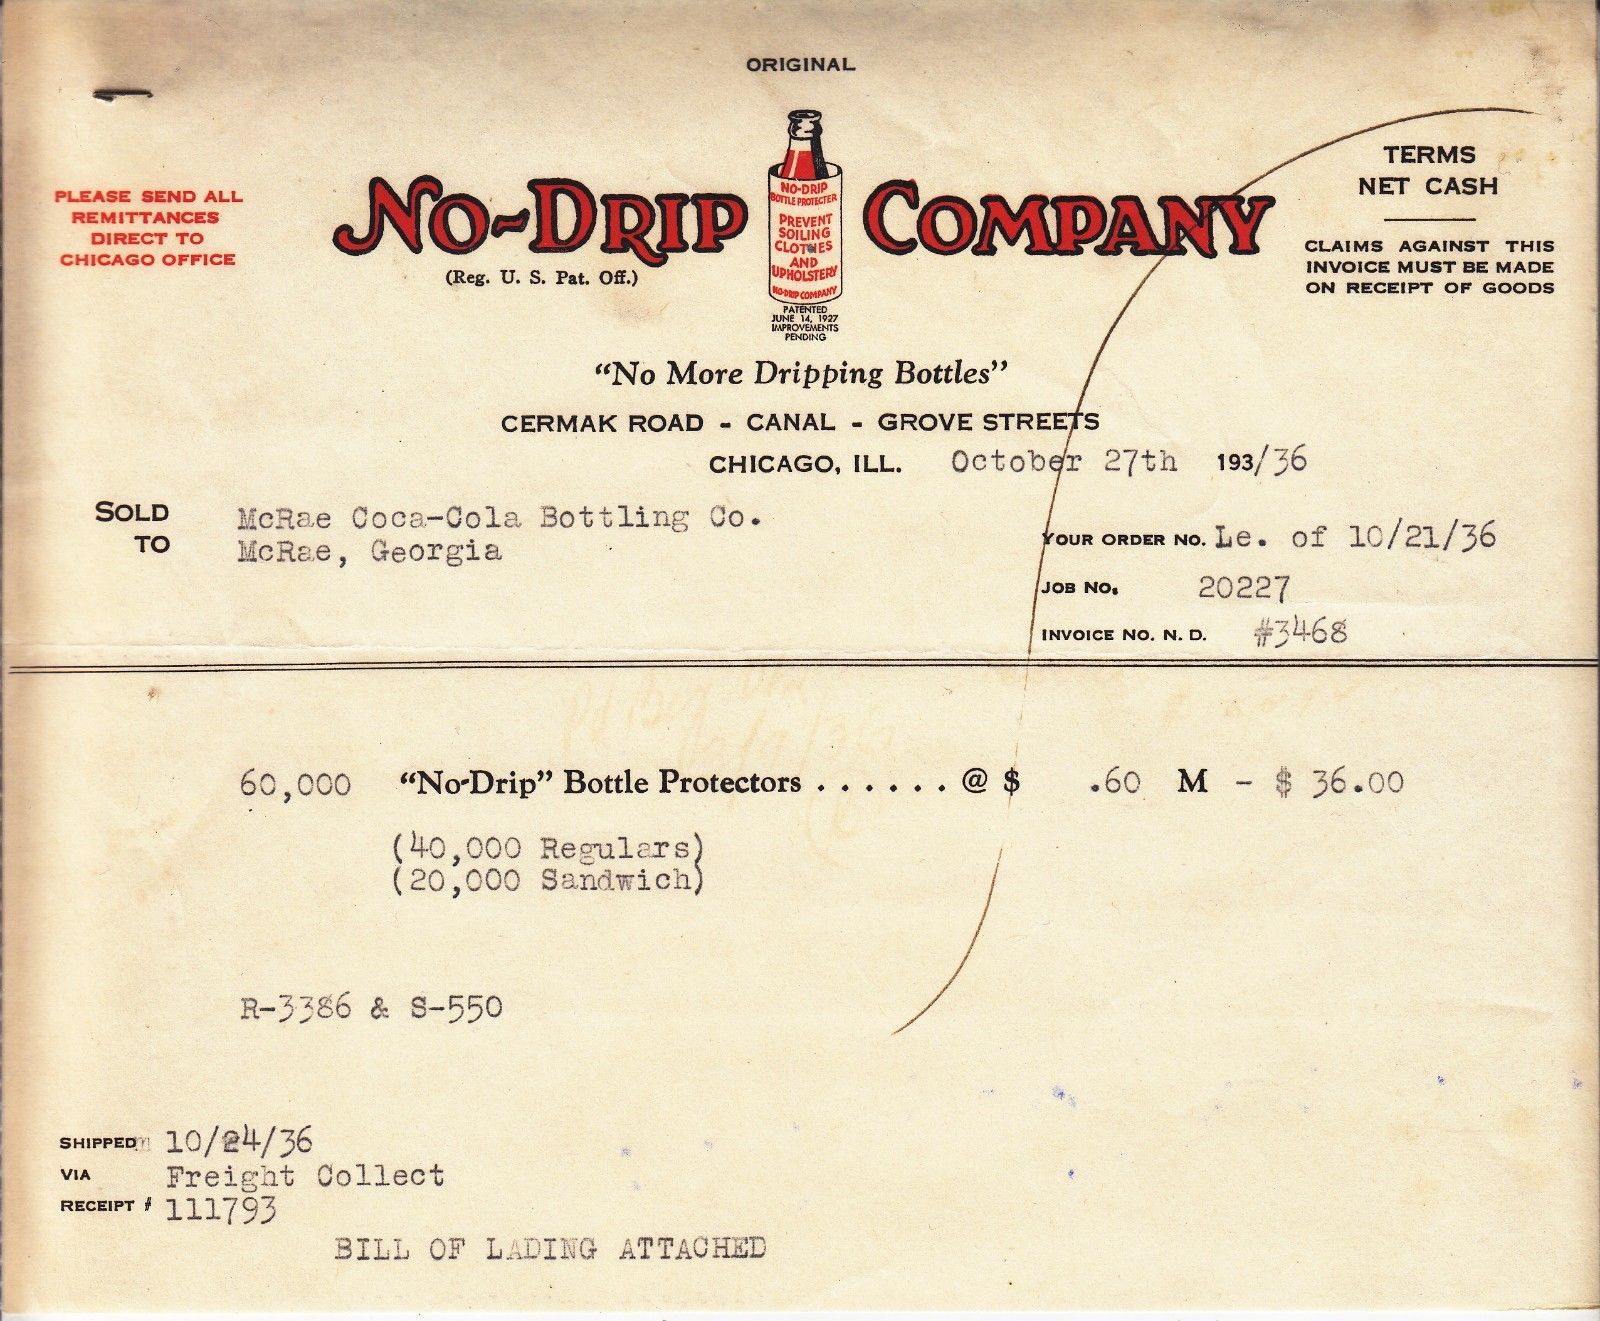 ORIGINAL
PLEASE SEND ALL
REMITTANCES
DIRECT TO
CHICAGO OFFICE
NO-DRIP COMPANY
(Reg. U. S. Pat. Off.)
NO-DRIP
BOTTLE PROTECTER
PREVENT
SOILING
CLOTHES
AND
UPHOLSTERY
NO-DRIP COMPANY
PATENTED
JUNE 14, 1927
IMPROVEMENTS
PENDING
TERMS
NET CASH
CLAIMS AGAINST THIS
INVOICE MUST BE MADE
ON RECEIPT OF GOODS
“No More Dripping Bottles”
CERMAK ROAD - CANAL - GROVE STREETS
CHICAGO, ILL. October 27th 193/36
SOLD TO
McRae Coca-Cola Bottling Co.
McRae, Georgia
YOUR ORDER NO. Le. of 10/21/36
JOB NO. 20227
INVOICE NO. N. D. #3468
60,000 “No-Drip” Bottle Protectors . . . . . . @ $ .60 M - $ 36.00
(40,000 Regulars)
(20,000 Sandwich)
R-3386 & S-550
SHIPPED 10/24/36
VIA Freight Collect
RECEIPT # 111793
BILL OF LADING ATTACHED